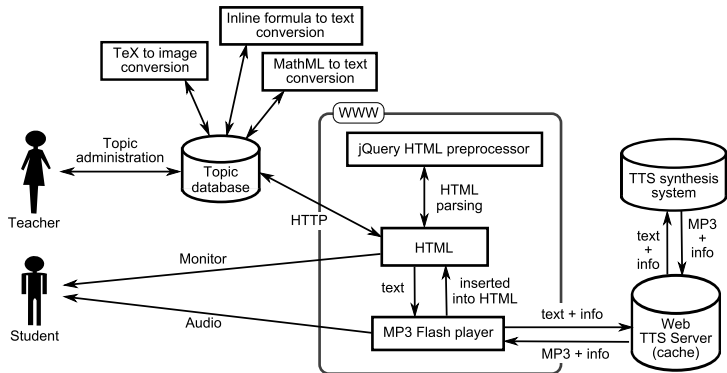 Inline formula to text
conversion
TeX to image
conversion
MathML to text
conversion
WWW
jQuery HTML preprocessor
Topic
administration
Topic
database
TTS synthesis
system
Teacher
HTML
parsing
HTTP
HTML
text
+
info
MP3
+
info
Monitor
text
inserted
into HTML
Student
Audio
MP3 Flash player
text + info
MP3 + info
Web
TTS Server
(cache)